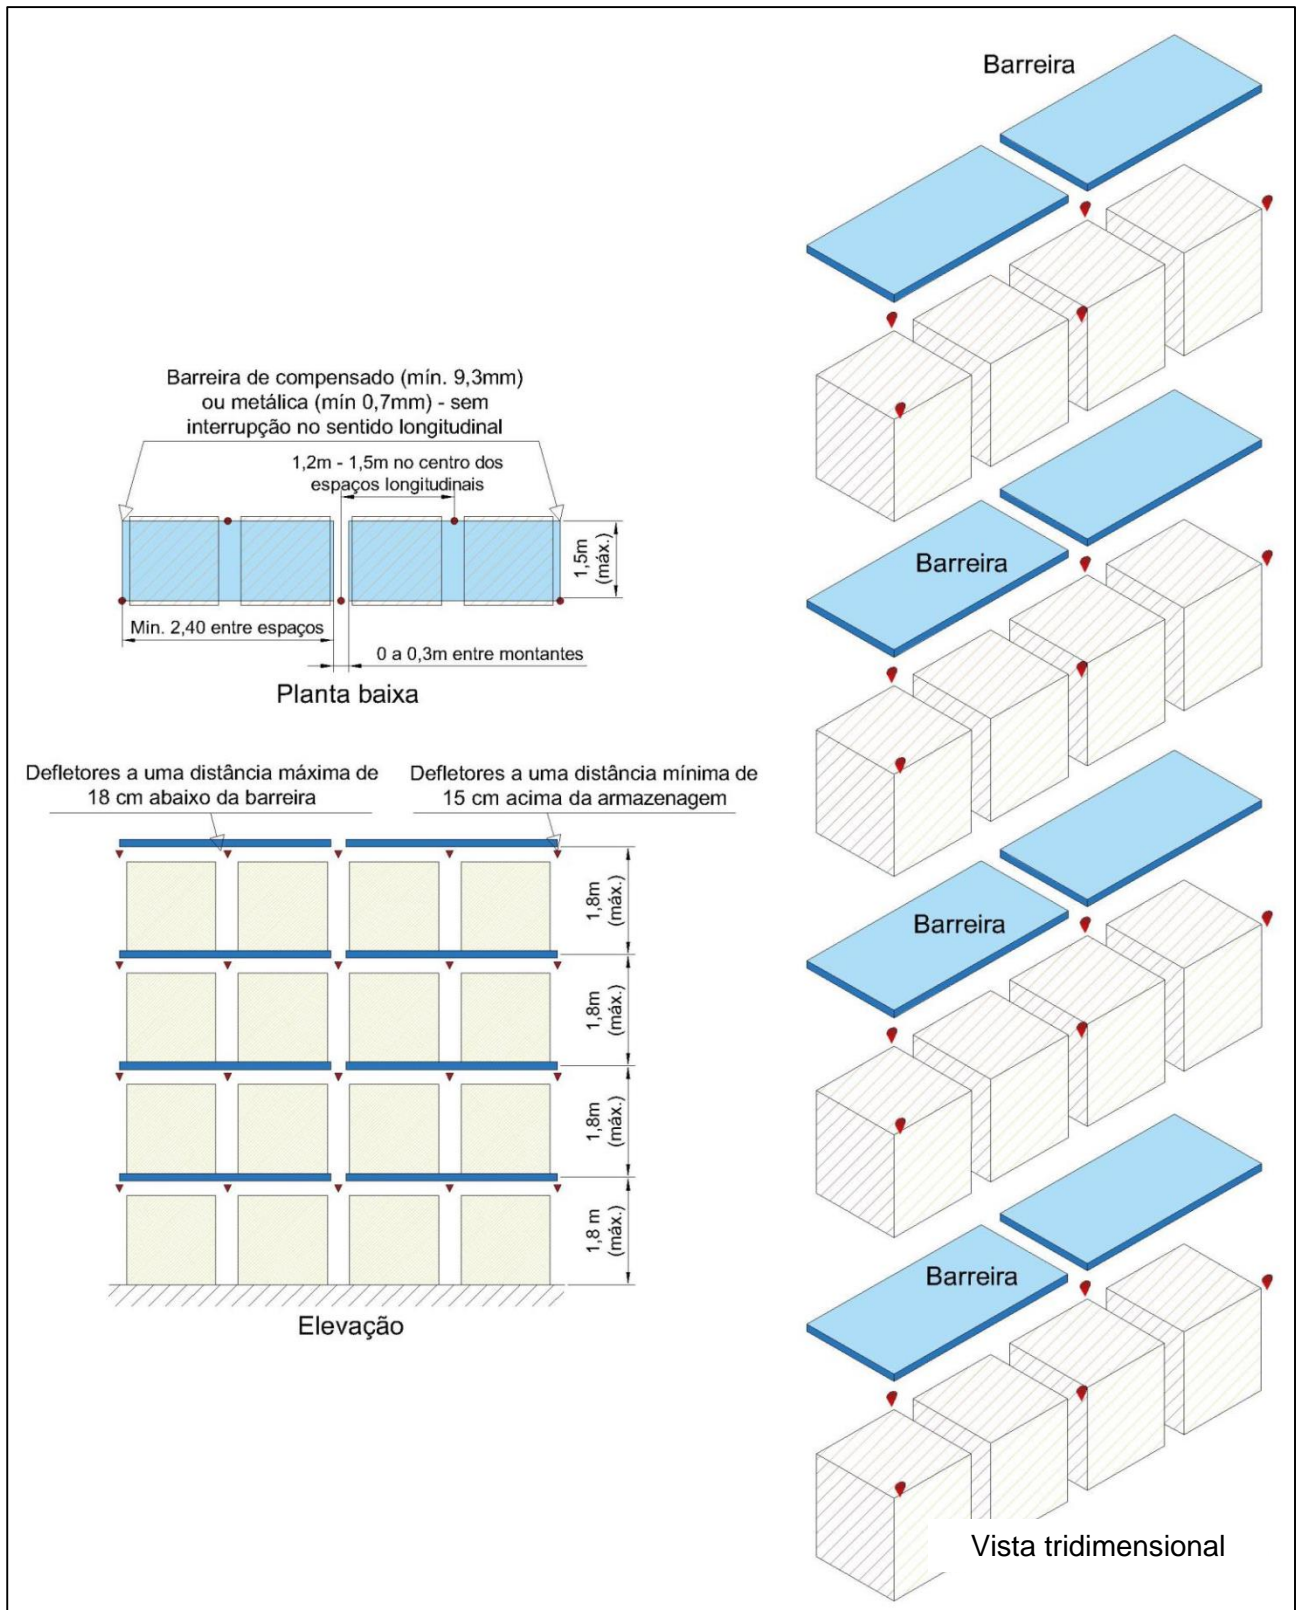 Barreira
Barreira de compensado (mín. 9,3mm)
ou metálica (mín 0,7mm) - sem
interrupção no sentido longitudinal
1,2m - 1,5m no centro dos
espaços longitudinais
1,5m
(máx.)
Min. 2,40 entre espaços
0 a 0,3m entre montantes
Planta baixa
Barreira
Defletores a uma distância máxima de
18 cm abaixo da barreira
Defletores a uma distância mínima de
15 cm acima da armazenagem
1,8m
(máx.)
1,8m
(máx.)
1,8m
(máx.)
1,8 m
(máx.)
Elevação
Barreira
Barreira
Vista tridimensional